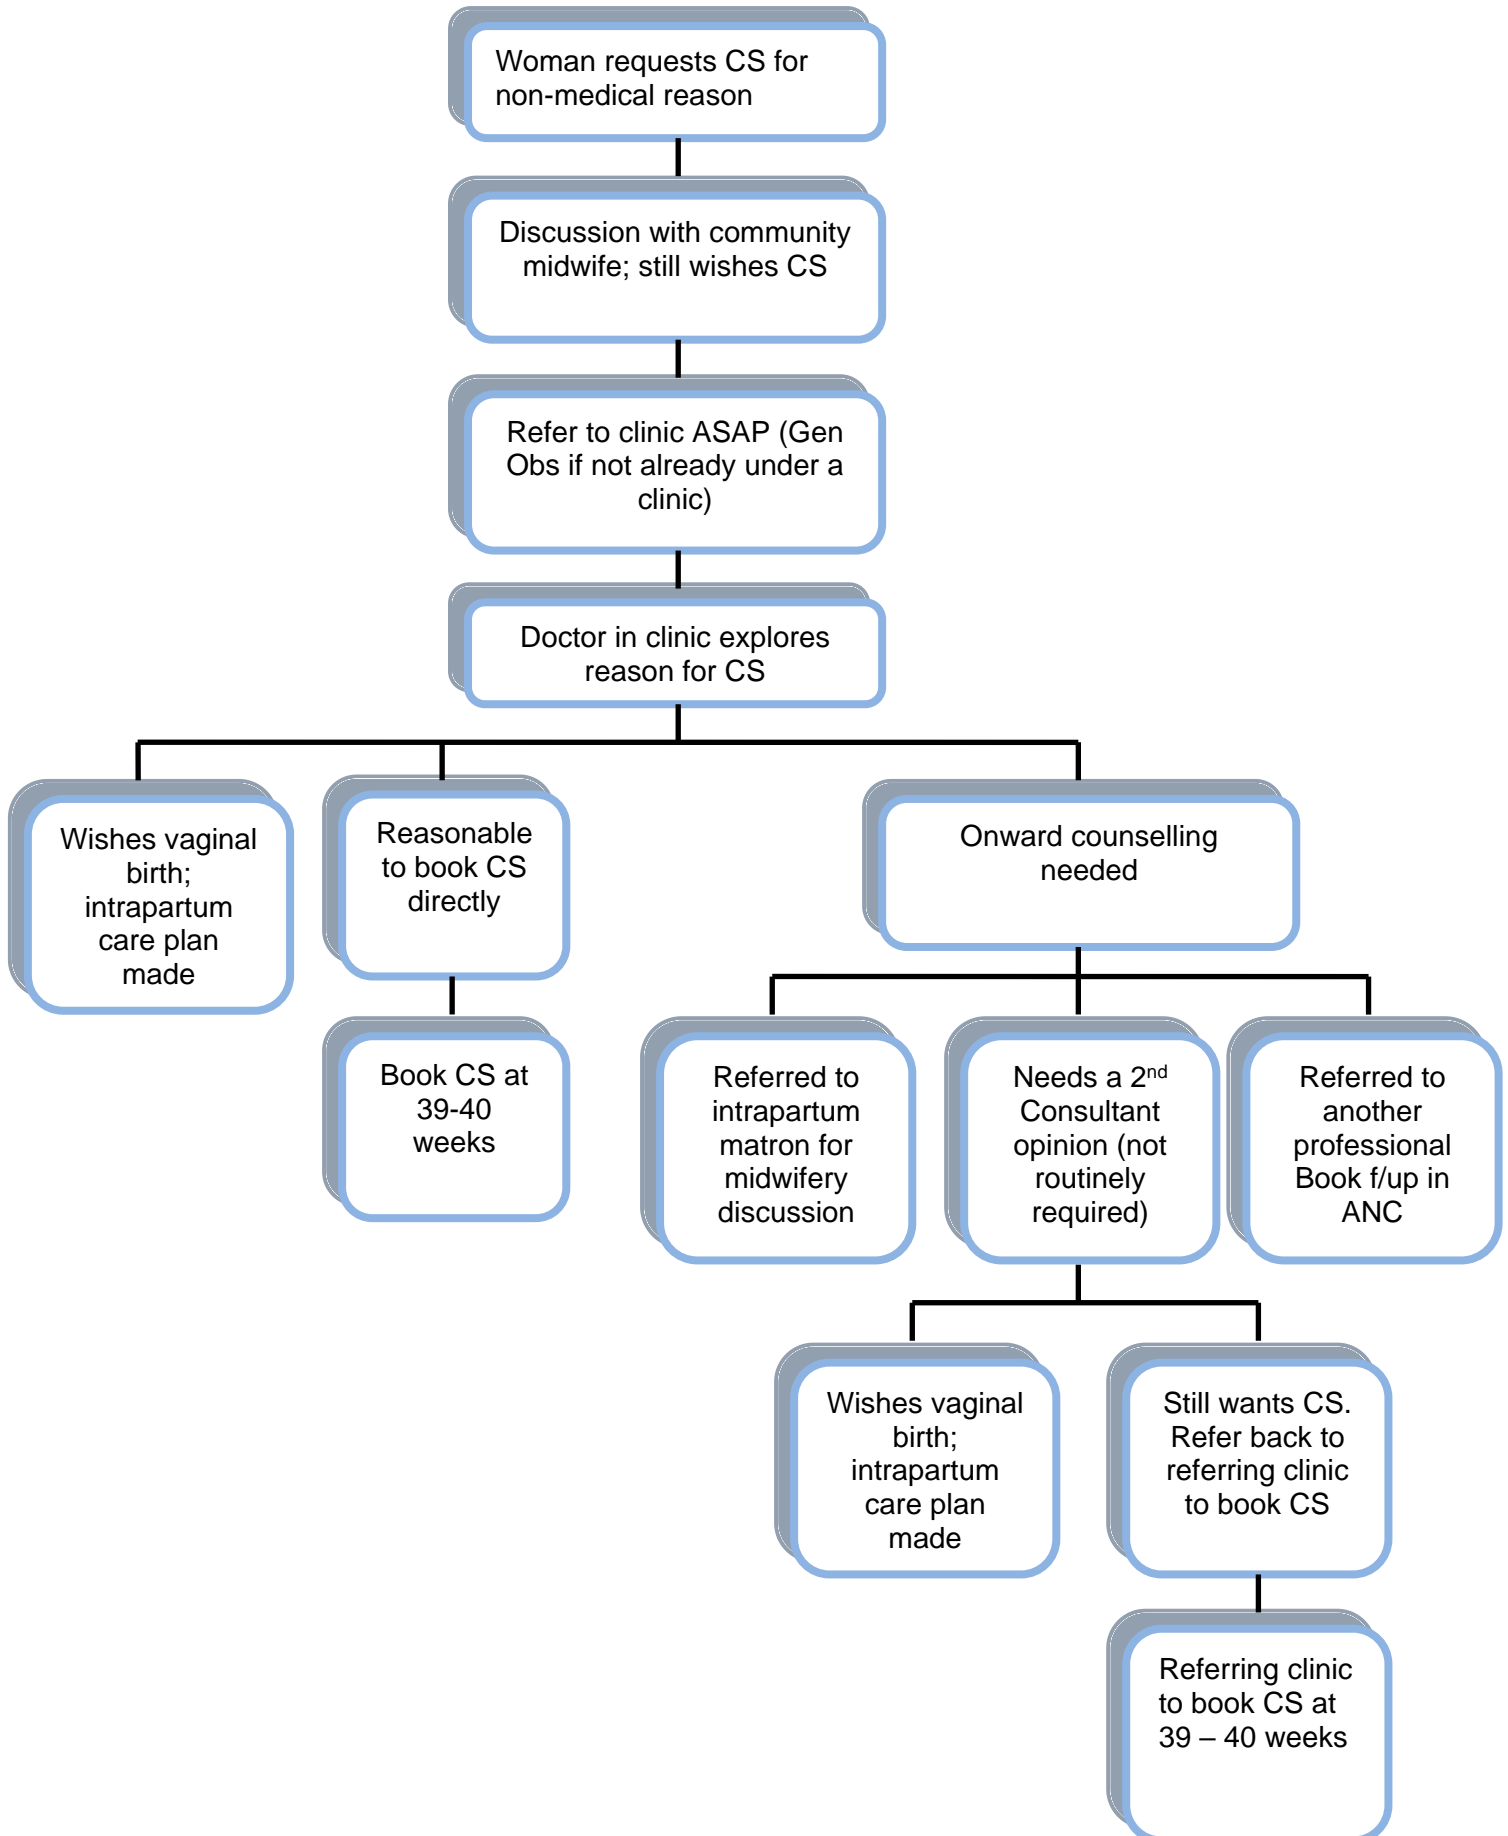 Woman requests CS for
non-medical reason
Discussion with community
midwife; still wishes CS
Refer to clinic ASAP (Gen
Obs if not already under a
clinic)
Doctor in clinic explores
reason for CS
Wishes vaginal
birth;
intrapartum
care plan
made
Reasonable
to book CS
directly
Onward counselling
needed
Book CS at
39-40
weeks
Referred to
intrapartum
matron for
midwifery
discussion
Needs a 2nd
Consultant
opinion (not
routinely
required)
Referred to
another
professional
Book f/up in
ANC
Wishes vaginal
birth;
intrapartum
care plan
made
Still wants CS.
Refer back to
referring clinic
to book CS
Referring clinic
to book CS at
39 – 40 weeks